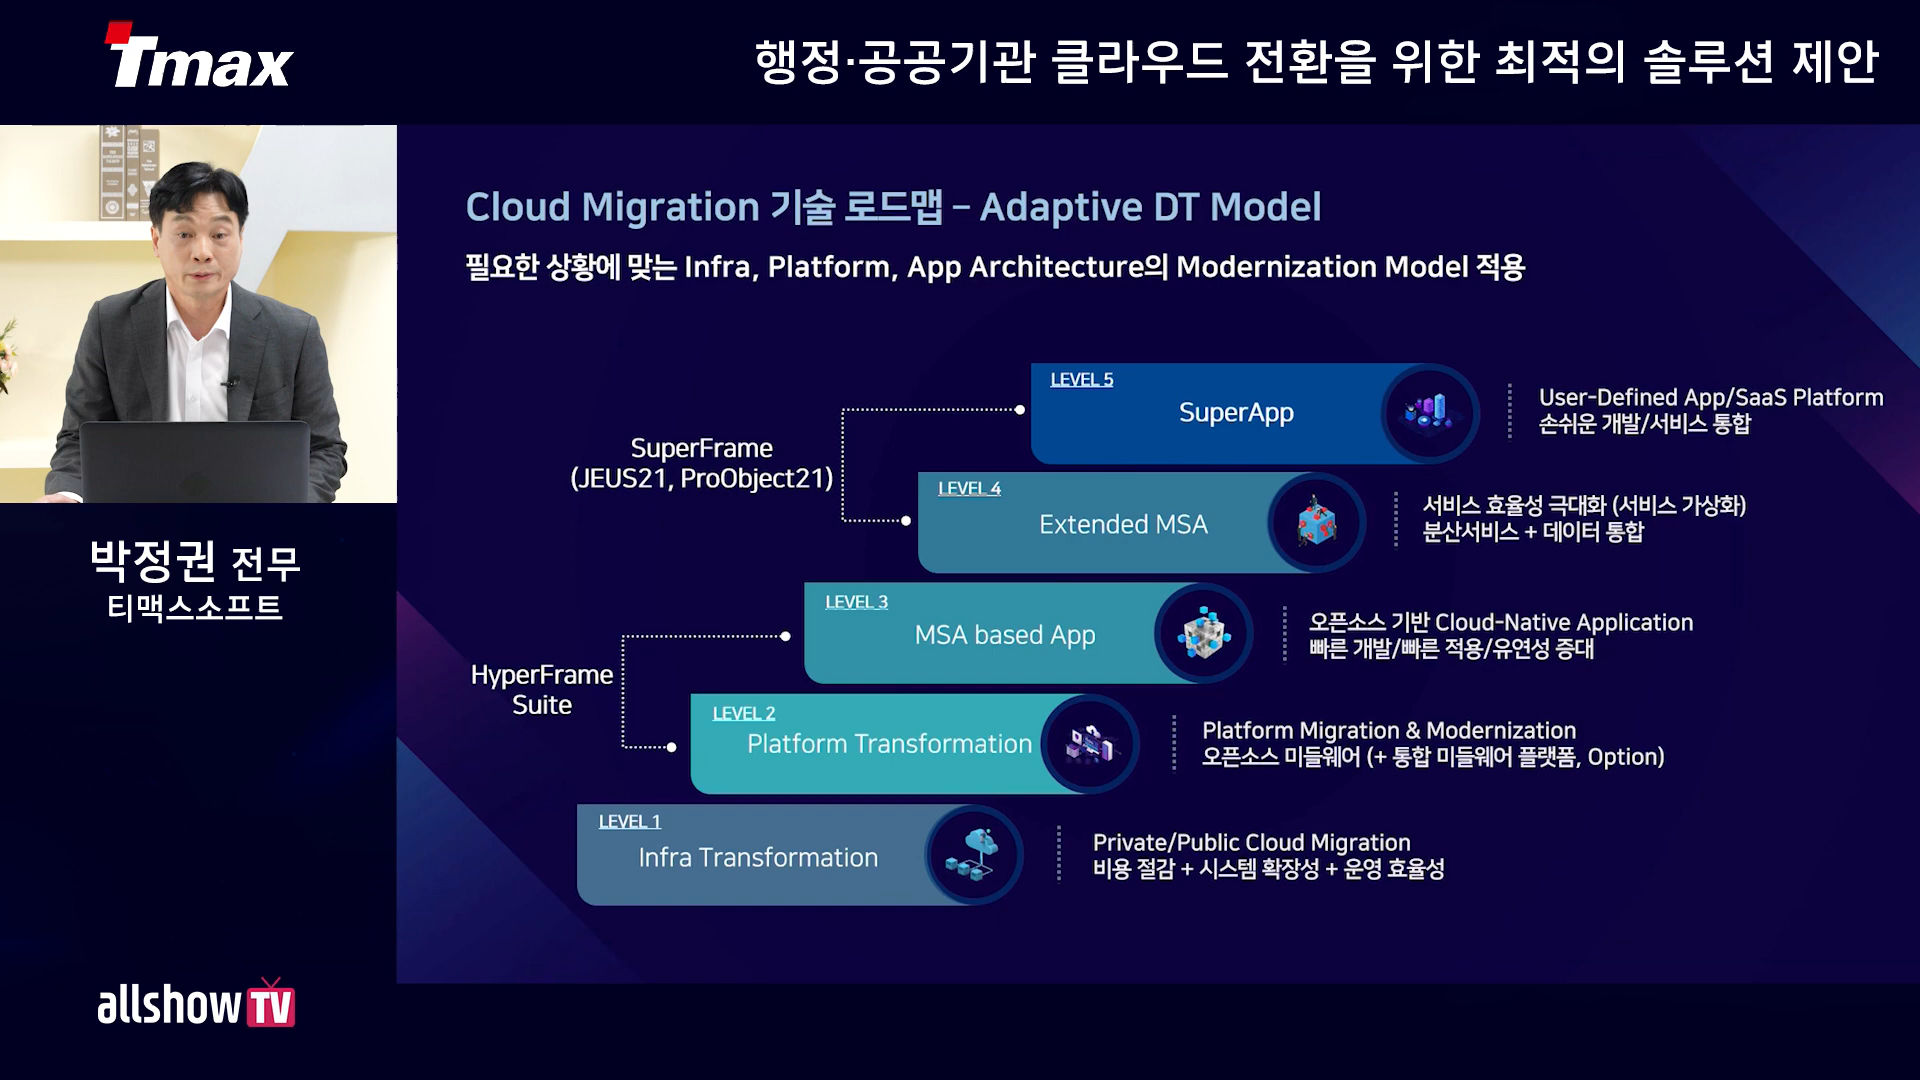 Tmax
행정·공공기관 클라우드 전환을 위한 최적의 솔루션 제안
박정권 전무
티맥스소프트
allshow TV
Cloud Migration 기술 로드맵 – Adaptive DT Model
필요한 상황에 맞는 Infra, Platform, App Architecture의 Modernization Model 적용
SuperFrame
(JEUS21, ProObject21)
HyperFrame
Suite
LEVEL 5
SuperApp
User-Defined App/SaaS Platform
손쉬운 개발/서비스 통합
LEVEL 4
Extended MSA
서비스 효율성 극대화 (서비스 가상화)
분산서비스 + 데이터 통합
LEVEL 3
MSA based App
오픈소스 기반 Cloud-Native Application
빠른 개발/빠른 적용/유연성 증대
LEVEL 2
Platform Transformation
Platform Migration & Modernization
오픈소스 미들웨어 (+ 통합 미들웨어 플랫폼, Option)
LEVEL 1
Infra Transformation
Private/Public Cloud Migration
비용 절감 + 시스템 확장성 + 운영 효율성